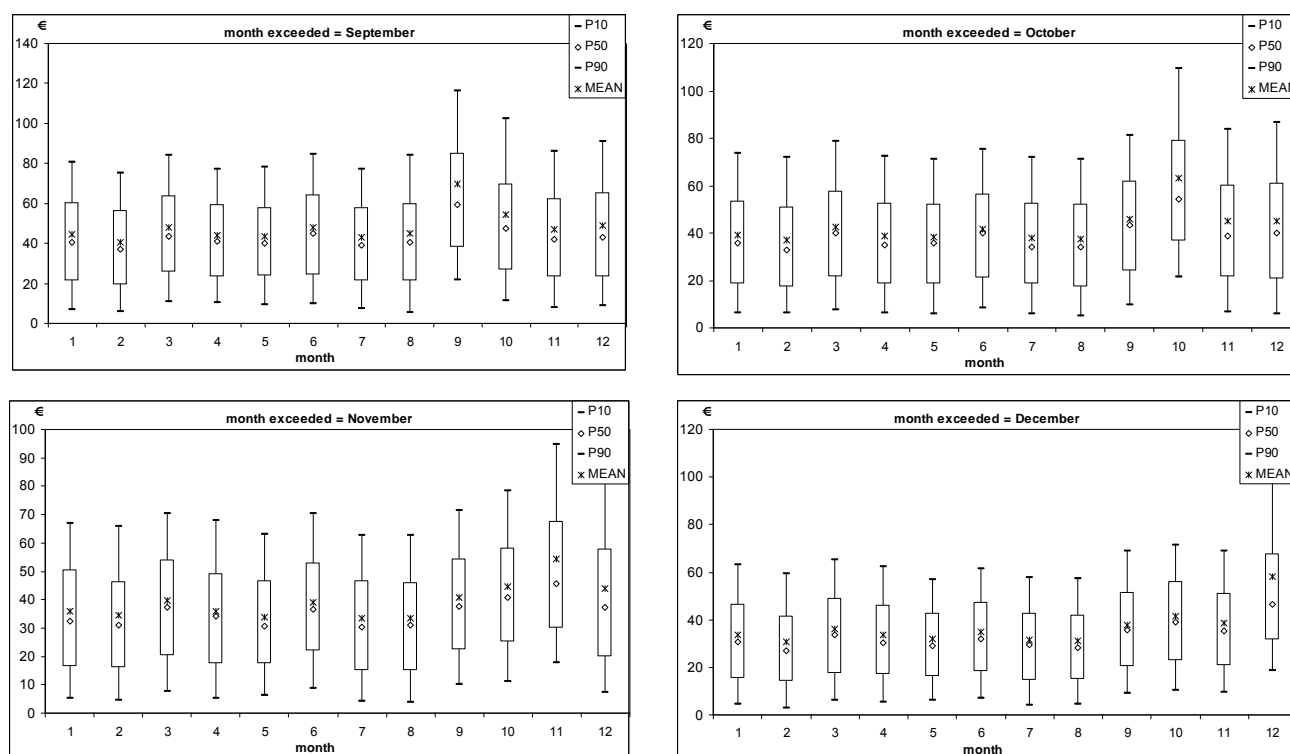 €
month exceeded = September
P10
P50
P90
MEAN
140
120
100
80
60
40
20
0
1 2 3 4 5 6 7 8 9 10 11 12
month
month exceeded = October
P10
P50
P90
MEAN
120
100
80
60
40
20
0
1 2 3 4 5 6 7 8 9 10 11 12
month
€
month exceeded = November
P10
P50
P90
MEAN
100
90
80
70
60
50
40
30
20
10
0
1 2 3 4 5 6 7 8 9 10 11 12
month
€
month exceeded = December
P10
P50
P90
MEAN
120
100
80
60
40
20
0
1 2 3 4 5 6 7 8 9 10 11 12
month